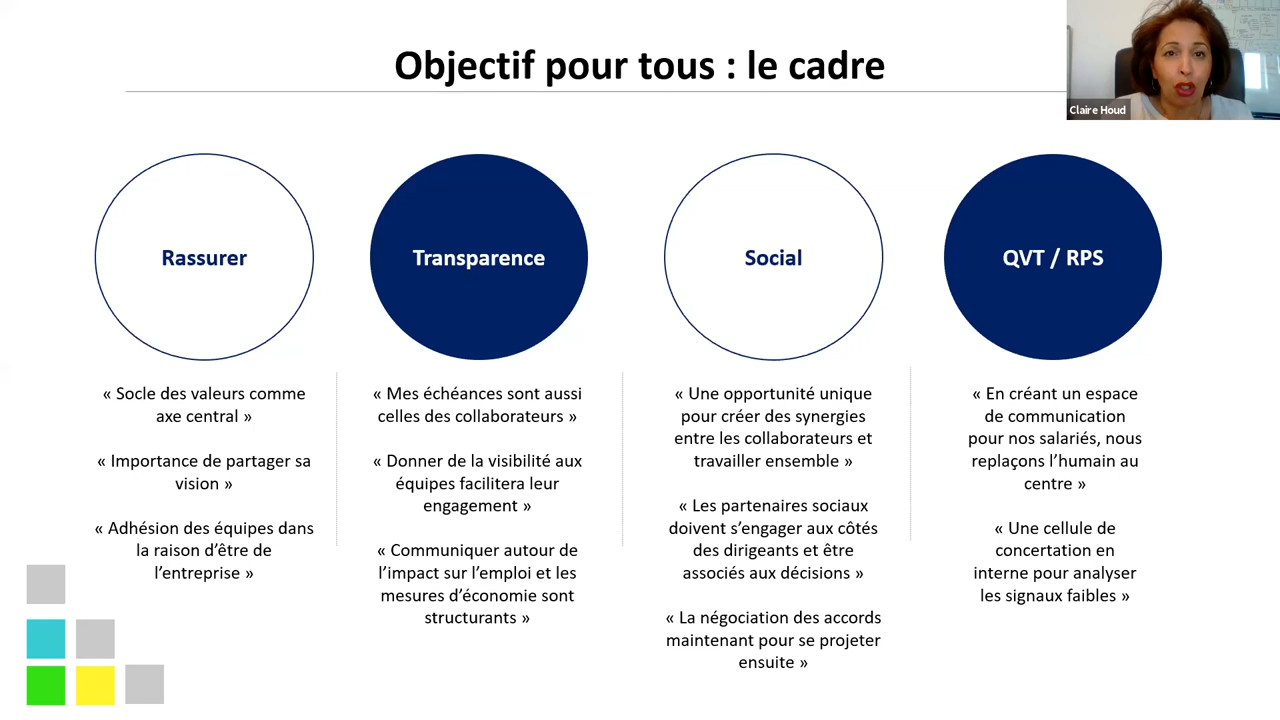 Objectif pour tous : le cadre
Claire Houd
Rassurer
« Socle des valeurs comme
axe central »
« Importance de partager sa
vision »
« Adhésion des équipes dans
la raison d’être de
l’entreprise »
Transparence
« Mes échéances sont aussi
celles des collaborateurs »
« Donner de la visibilité aux
équipes facilitera leur
engagement »
« Communiquer autour de
l’impact sur l’emploi et les
mesures d’économie sont
structurants »
Social
« Une opportunité unique
pour créer des synergies
entre les collaborateurs et
travailler ensemble »
« Les partenaires sociaux
doivent s’engager aux côtés
des dirigeants et être
associés aux décisions »
« La négociation des accords
maintenant pour se projeter
ensuite »
QVT / RPS
« En créant un espace
de communication
pour nos salariés, nous
replaçons l’humain au
centre »
« Une cellule de
concertation en
interne pour analyser
les signaux faibles »